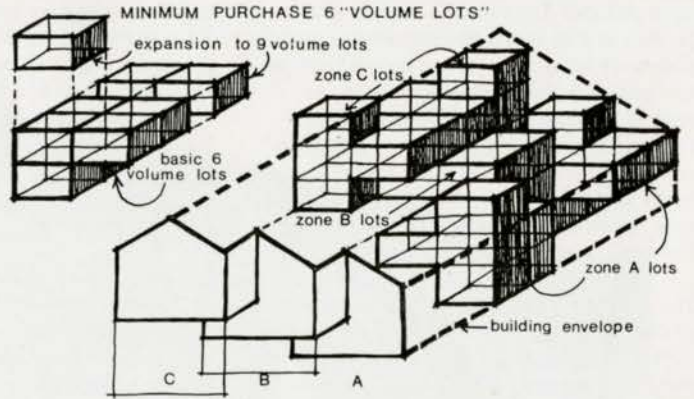 MINIMUM PURCHASE 6 "VOLUME LOTS"
expansion to 9 volume lots
zone C lots
basic 6
volume lots
zone B lots
zone A lots
building envelope
C
B
A